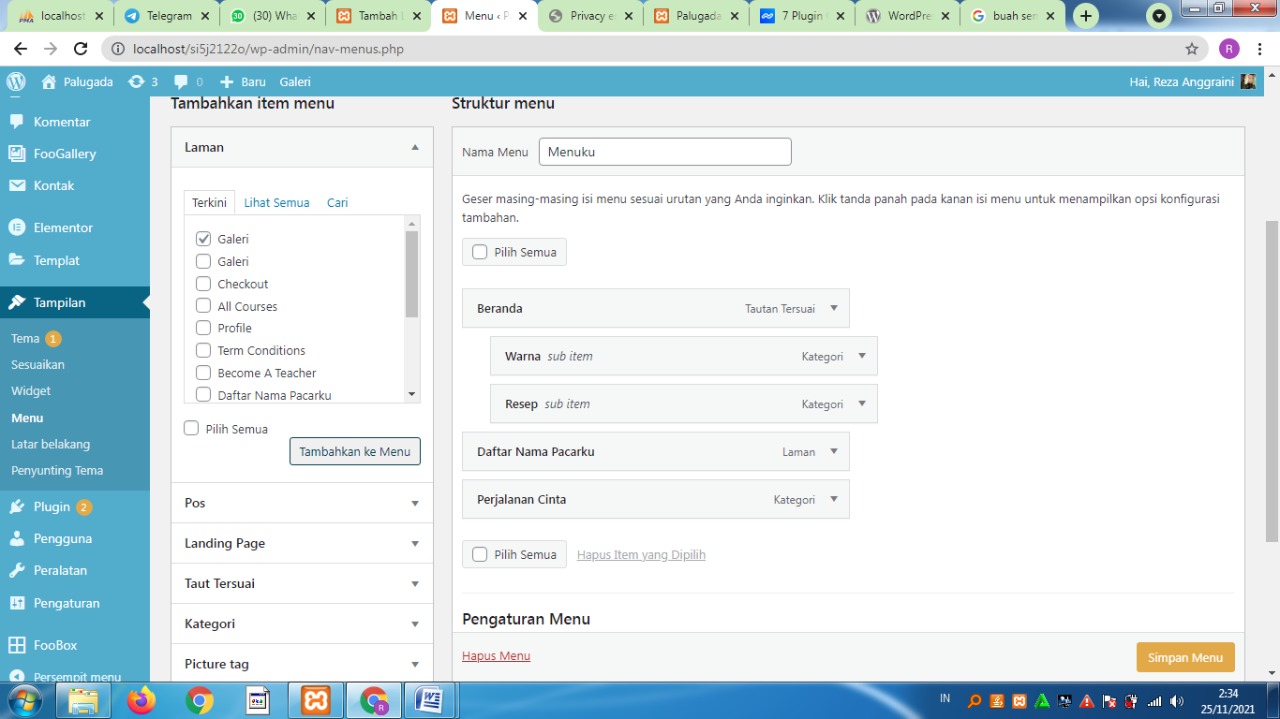 localhost
Telegram
(30) Wha
Tambah L
Menu ‹ P
Privacy e
Palugada
7 Plugin
WordPre
buah se
localhost/si5j2122o/wp-admin/nav-menus.php
R
Palugada 3 0 Baru Galeri
Hai, Reza Anggraini
Komentar
FooGallery
Kontak
Elementor
Templat
Tampilan
Tema 1
Sesuaikan
Widget
Menu
Latar belakang
Penyunting Tema
Plugin 2
Pengguna
Peralatan
Pengaturan
FooBox
Persempit menu
Tambahkan item menu
Laman
Terkini Lihat Semua Cari
Galeri
Galeri
Checkout
All Courses
Profile
Term Conditions
Become A Teacher
Daftar Nama Pacarku
Pilih Semua
Tambahkan ke Menu
Pos
Landing Page
Taut Tersuai
Kategori
Picture tag
Struktur menu
Nama Menu Menuku
Geser masing-masing isi menu sesuai urutan yang Anda inginkan. Klik tanda panah pada kanan isi menu untuk menampilkan opsi konfigurasi
tambahan.
Pilih Semua
Beranda Tautan Tersuai
Warna sub item Kategori
Resep sub item Kategori
Daftar Nama Pacarku Laman
Perjalanan Cinta Kategori
Pilih Semua Hapus Item yang Dipilih
Pengaturan Menu
Hapus Menu
Simpan Menu
IN
2:34
25/11/2021